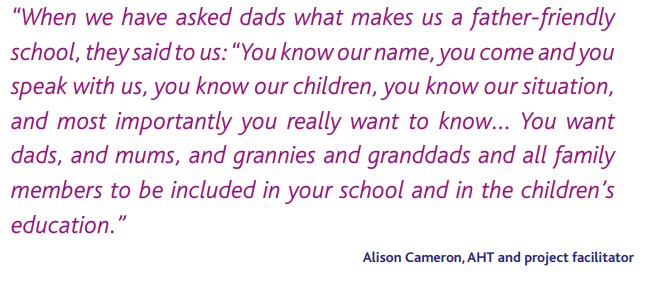 “When we have asked dads what makes us a father-friendly
school, they said to us: “You know our name, you come and you
speak with us, you know our children, you know our situation,
and most importantly you really want to know... You want
dads, and mums, and grannies and granddads and all family
members to be included in your school and in the children’s
education.”
Alison Cameron, AHT and project facilitator